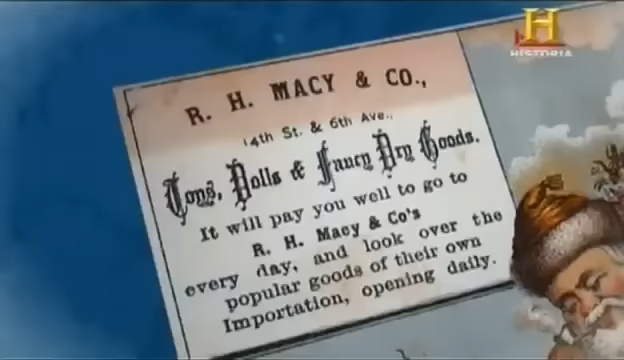 H
HISTORIA
R. H. MACY & CO.,
14th St. & 6th Ave.,
Toys, Dolls & Fancy Dry Goods.
It will pay you well to go to
R. H. Macy & Co's
every day, and look over the
popular goods of their own
Importation, opening daily.